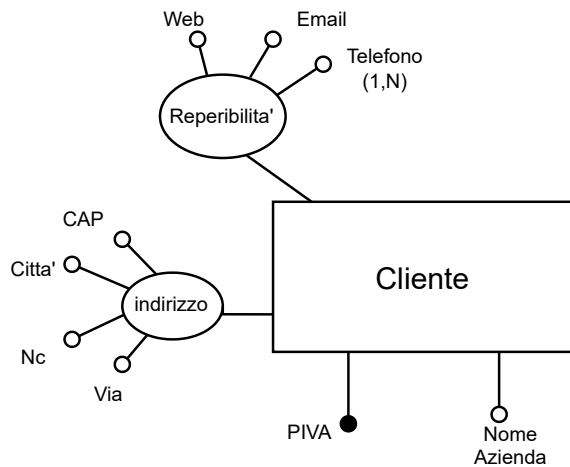 Web
Email
Telefono
(1,N)
Reperibilita'
CAP
Citta'
indirizzo
Nc
Via
Cliente
PIVA
Nome
Azienda